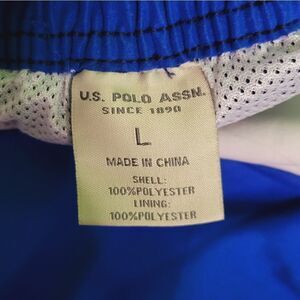 U.S. POLO ASSN.
SINCE 1890
L
MADE IN CHINA
SHELL:
100%POLYESTER
LINING:
100%POLYESTER